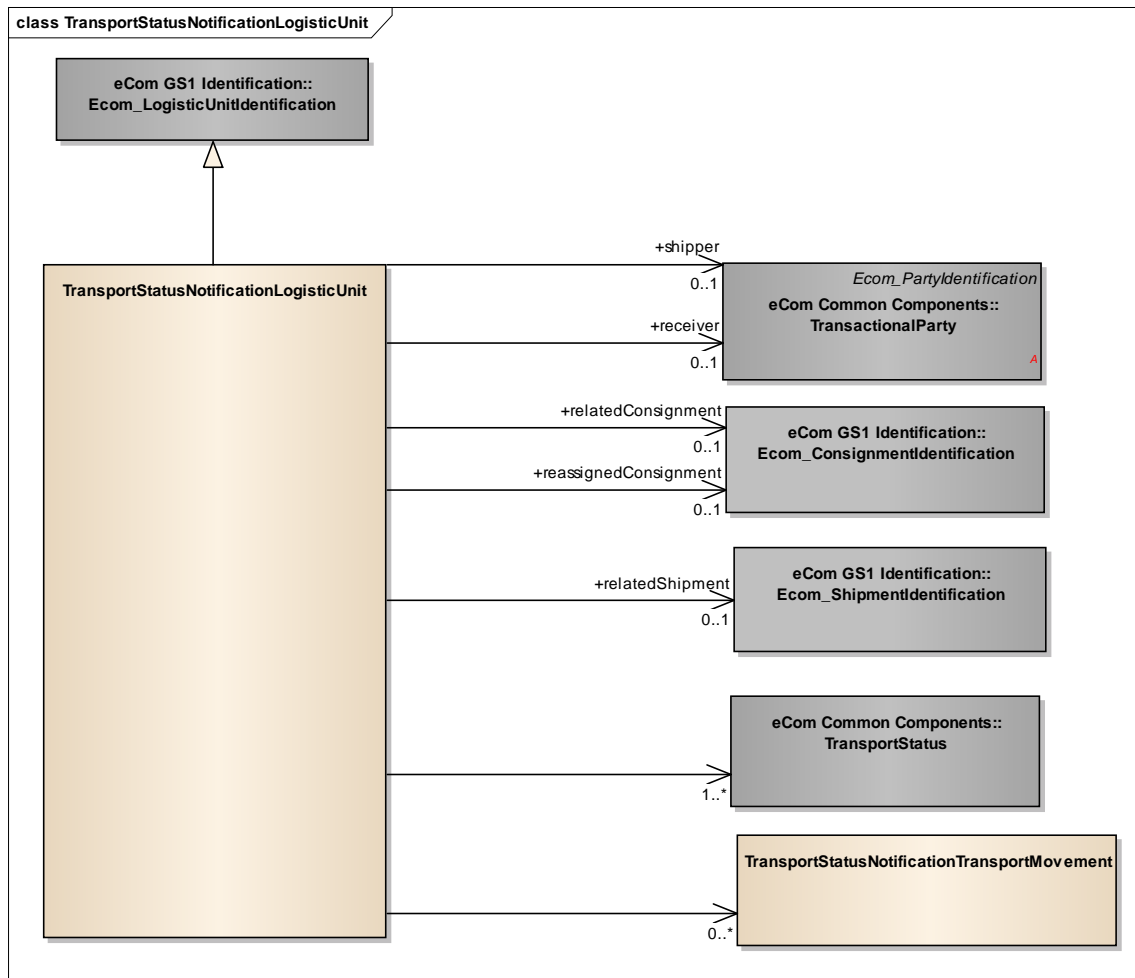 class TransportStatusNotificationLogisticUnit
eCom GS1 Identification::
Ecom_LogisticUnitIdentification
TransportStatusNotificationLogisticUnit
+shipper
0..1
Ecom_PartyIdentification
eCom Common Components::
TransactionalParty
A
+receiver
0..1
+relatedConsignment
0..1
eCom GS1 Identification::
Ecom_ConsignmentIdentification
+reassignedConsignment
0..1
+relatedShipment
0..1
eCom GS1 Identification::
Ecom_ShipmentIdentification
eCom Common Components::
TransportStatus
1..*
TransportStatusNotificationTransportMovement
0..*